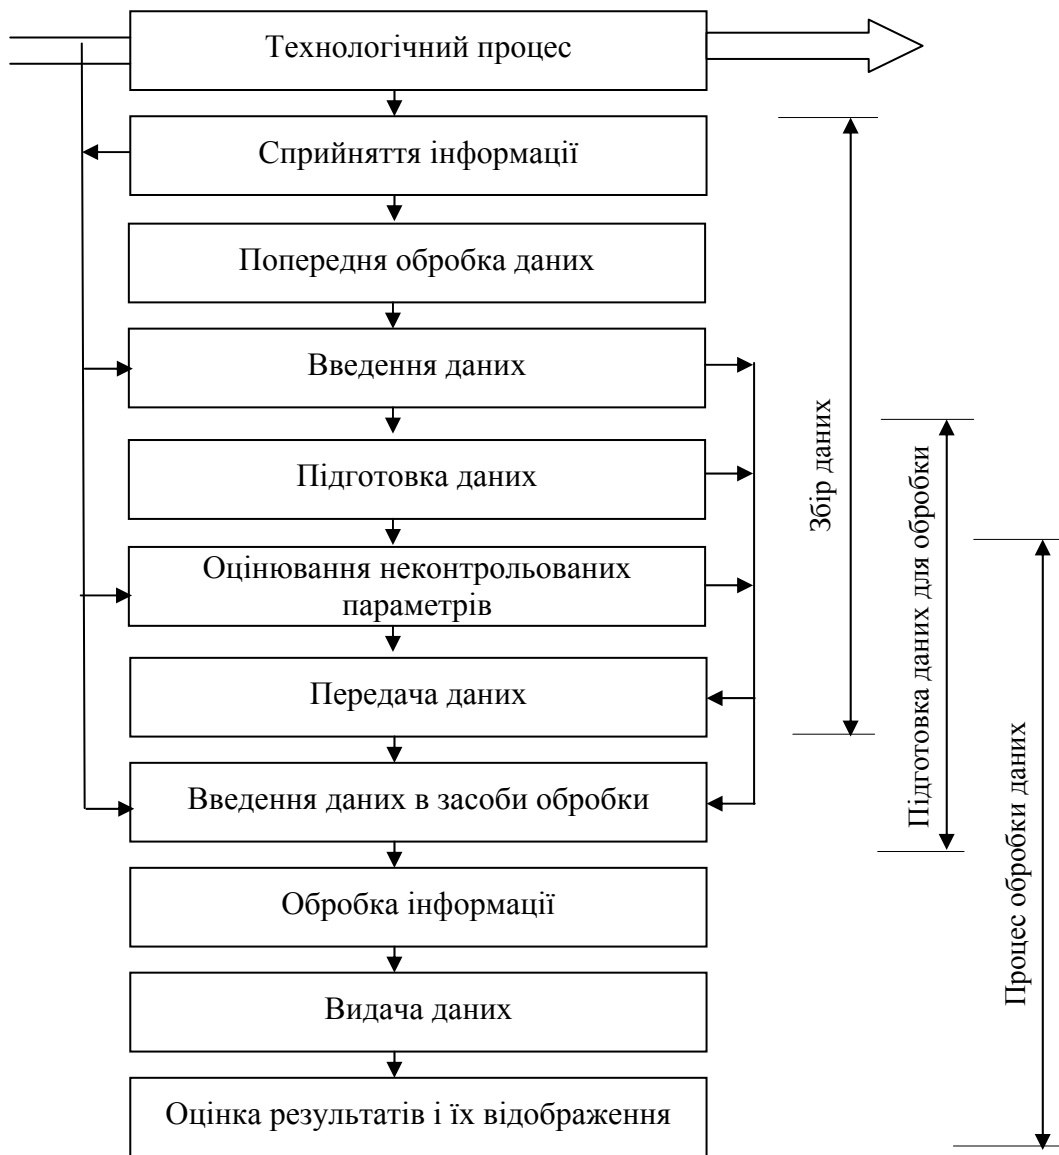 Технологічний процес
Сприйняття інформації
Попередня обробка даних
Введення даних
Підготовка даних
Оцінювання неконтрольованих
параметрів
Передача даних
Введення даних в засоби обробки
Обробка інформації
Видача даних
Оцінка результатів і їх відображення
Збір даних
Підготовка даних для обробки
Процес обробки даних